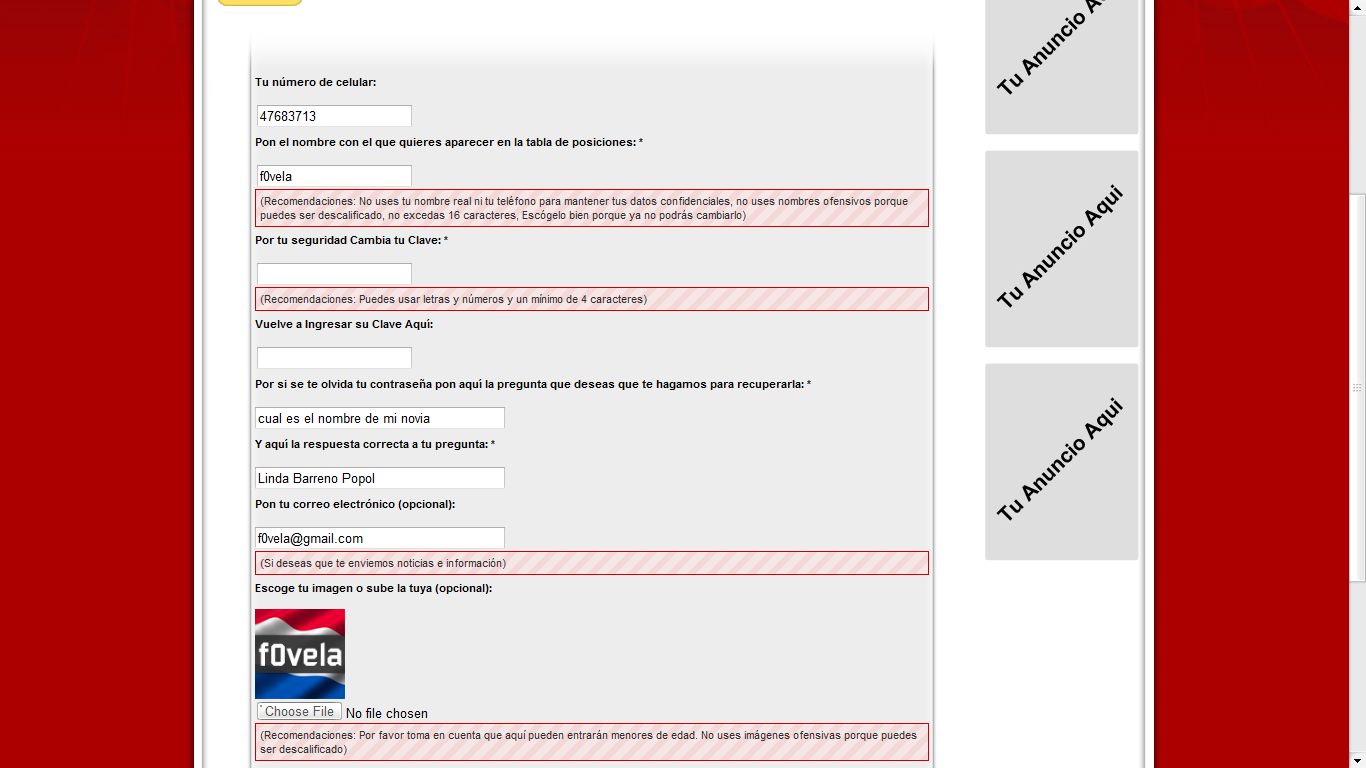 Tu número de celular:
47683713
Pon el nombre con el que quieres aparecer en la tabla de posiciones: *
f0vela
(Recomendaciones: No uses tu nombre real ni tu teléfono para mantener tus datos confidenciales, no uses nombres ofensivos porque
puedes ser descalificado, no excedas 16 caracteres, Escógelo bien porque ya no podrás cambiarlo)
Por tu seguridad Cambia tu Clave: *
(Recomendaciones: Puedes usar letras y números y un mínimo de 4 caracteres)
Vuelve a Ingresar su Clave Aquí:
Por si se te olvida tu contraseña pon aquí la pregunta que deseas que te hagamos para recuperarla: *
cual es el nombre de mi novia
Y aquí la respuesta correcta a tu pregunta: *
Linda Barreno Popol
Pon tu correo electrónico (opcional):
f0vela@gmail.com
(Si deseas que te enviemos noticias e información)
Escoge tu imagen o sube la tuya (opcional):
f0vela
Choose File No file chosen
(Recomendaciones: Por favor toma en cuenta que aquí pueden entrarán menores de edad. No uses imágenes ofensivas porque puedes
ser descalificado)
Tu Anuncio A
Tu Anuncio Aqui
Tu Anuncio Aqui